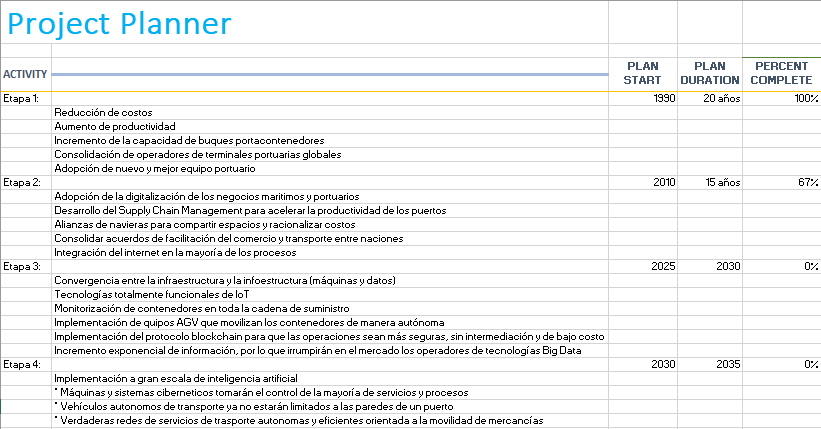 Project Planner
ACTIVITY PLAN START PLAN DURATION PERCENT COMPLETE
Etapa 1: 1990 20 años 100%
Reducción de costos
Aumento de productividad
Incremento de la capacidad de buques portacontenedores
Consolidación de operadores de terminales portuarias globales
Adopción de nuevo y mejor equipo portuario
Etapa 2: 2010 15 años 67%
Adopción de la digitalización de los negocios maritimos y portuarios
Desarrollo del Supply Chain Management para acelerar la productividad de los puertos
Alianzas de navieras para compartir espacios y racionalizar costos
Consolidar acuerdos de facilitación del comercio y transporte entre naciones
Integración del internet en la mayoría de los procesos
Etapa 3: 2025 2030 0%
Convergencia entre la infraestructura y la infoestructura (máquinas y datos)
Tecnologías totalmente funcionales de IoT
Monitorización de contenedores en toda la cadena de suministro
Implementación de quipos AGV que movilizan los contenedores de manera autónoma
Implementación del protocolo blockchain para que las operaciones sean más seguras, sin intermediación y de bajo costo
Incremento exponencial de información, por lo que irrumpirán en el mercado los operadores de tecnologías Big Data
Etapa 4: 2030 2035 0%
Implementación a gran escala de inteligencia artificial
* Máquinas y sistemas ciberneticos tomarán el control de la mayoría de servicios y procesos
* Vehículos autonomos de transporte ya no estarán limitados a las paredes de un puerto
* Verdaderas redes de servicios de trasporte autonomas y eficientes orientada a la movilidad de mercancías